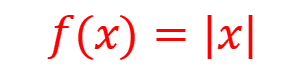 f(x) = |x|